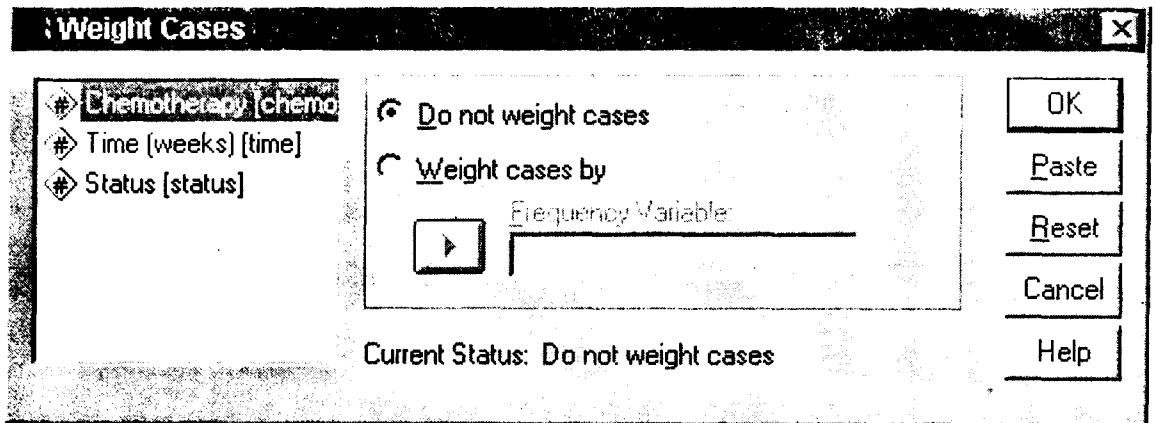 Weight Cases
Chemotherapy [chemo
Time (weeks) [time]
Status [status]
Do not weight cases
Weight cases by
Frequency Variable:
Current Status: Do not weight cases
OK
Paste
Reset
Cancel
Help